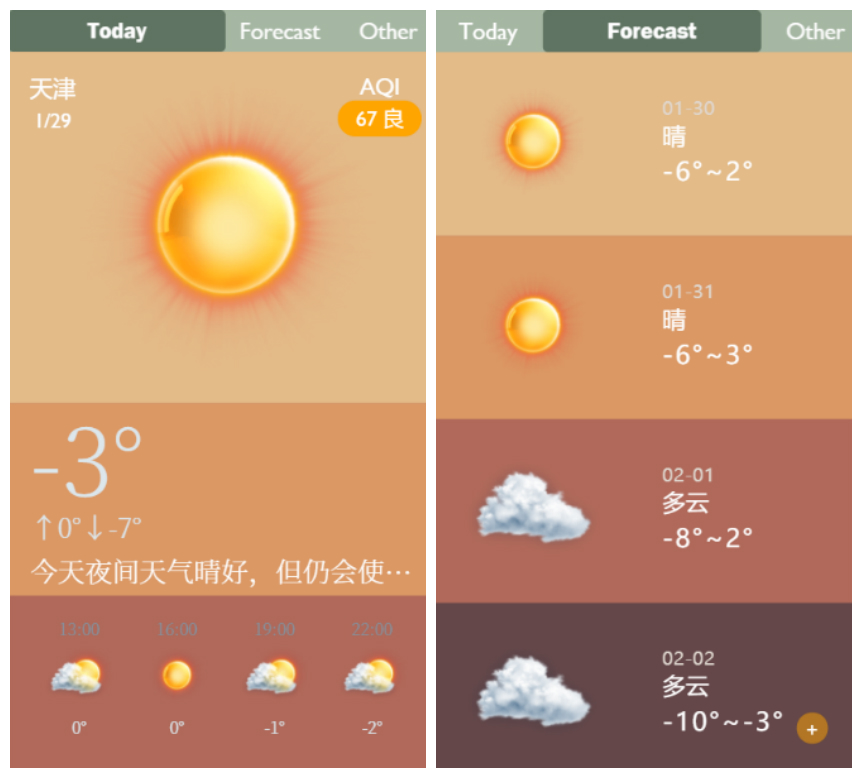 Today Forecast Other
天津
1/29
AQI
67 良
-3°
↑0°↓-7°
今天夜间天气晴好，但仍会使…
13:00 16:00 19:00 22:00
0° 0° -1° -2°
Today Forecast Other
01-30
晴
-6°~2°
01-31
晴
-6°~3°
02-01
多云
-8°~2°
02-02
多云
-10°~-3°
+